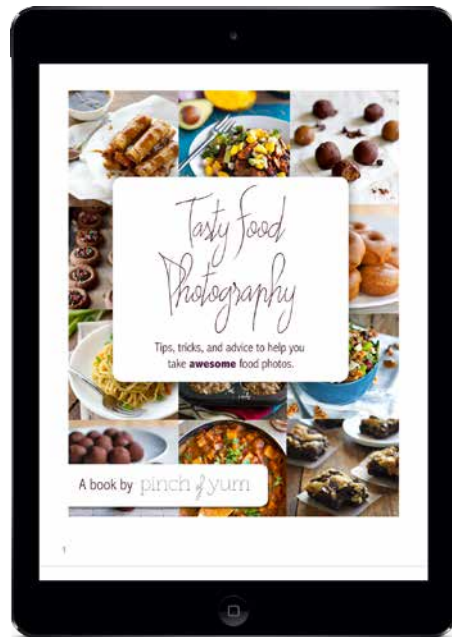 Tasty Food
Photography
Tips, tricks, and advice to help you
take awesome food photos.
A book by pinch of yum
1